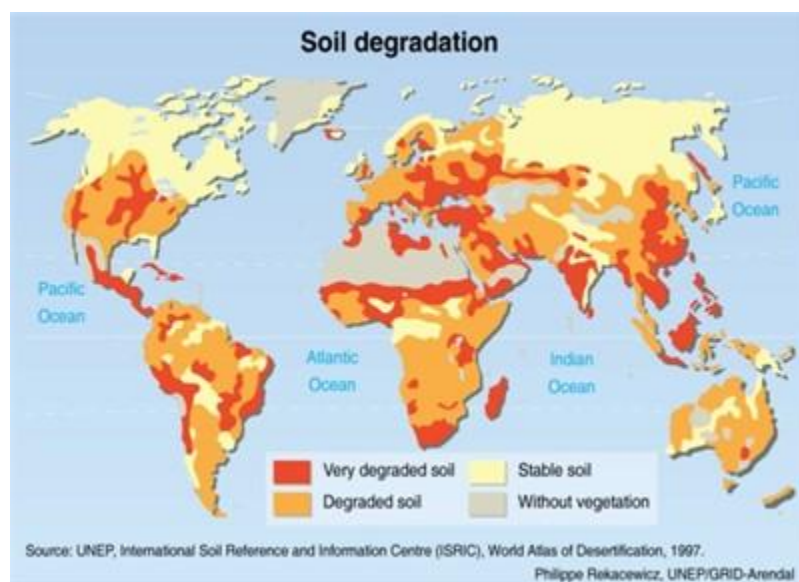 Soil degradation
Pacific
Ocean
Pacific
Ocean
Atlantic
Ocean
Indian
Ocean
Very degraded soil
Stable soil
Degraded soil
Without vegetation
Source: UNEP, International Soil Reference and Information Centre (ISRIC), World Atlas of Desertification, 1997.
Philippe Rekacewicz, UNEP/GRID-Arendal